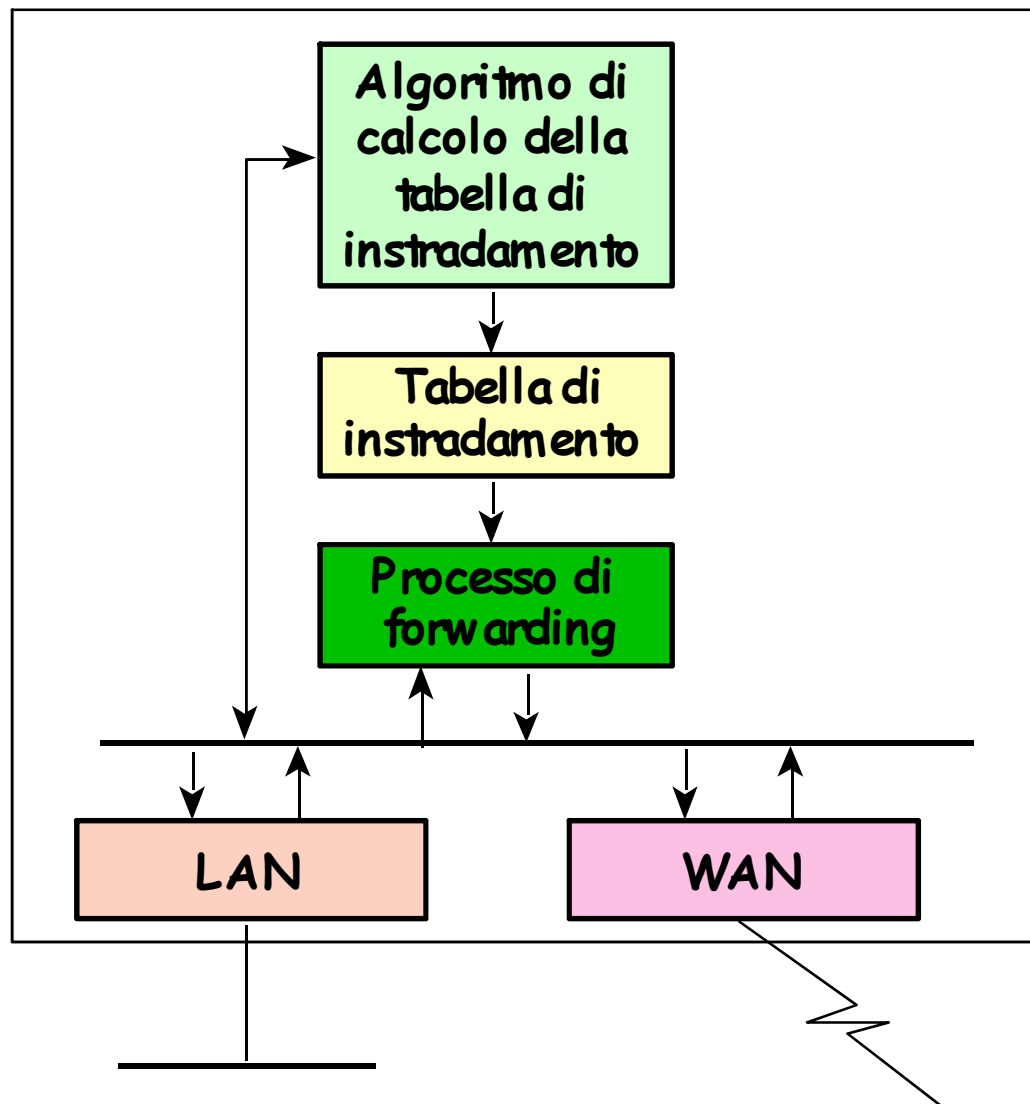 Algoritmo di
calcolo della
tabella di
instradamento
Tabella di
instradamento
Processo di
forwarding
LAN
WAN